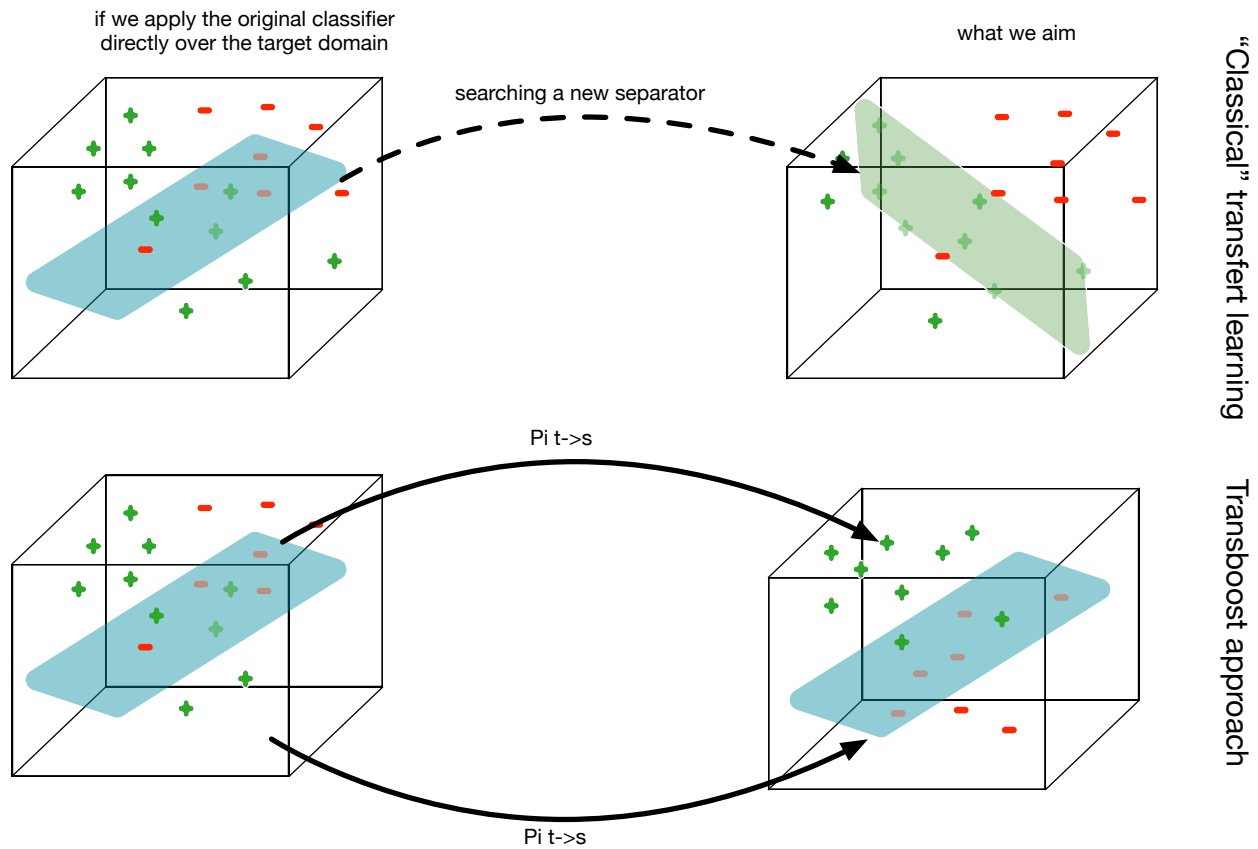 if we apply the original classifier
directly over the target domain
what we aim
searching a new separator
“Classical” transfert learning
Pi t->s
Transboost approach
Pi t->s